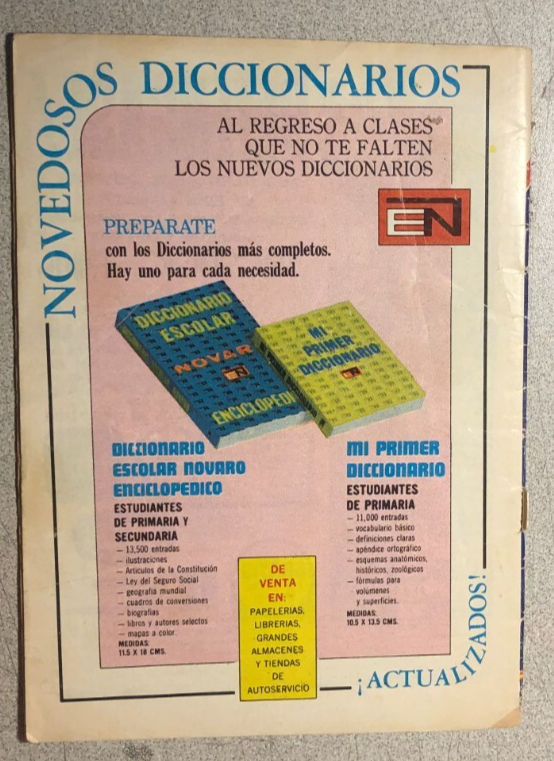 NOVEDOSOS DICCIONARIOS
AL REGRESO A CLASES
QUE NO TE FALTEN
LOS NUEVOS DICCIONARIOS
EN
PREPARATE
con los Diccionarios más completos.
Hay uno para cada necesidad.
DICCIONARIO
ESCOLAR
NOVAR
EN
ENCICLOPEDI
MI
PRIMER
DICCIONARIO
EN
DICCIONARIO
ESCOLAR NOVARO
ENCICLOPEDICO
ESTUDIANTES
DE PRIMARIA Y
SECUNDARIA
— 13,500 entradas
— ilustraciones
— Artículos de la Constitución
— Ley del Seguro Social
— geografía mundial
— cuadros de conversiones
— biografías
— libros y autores selectos
— mapas a color.
MEDIDAS:
11.5 X 18 CMS.
MI PRIMER
DICCIONARIO
ESTUDIANTES
DE PRIMARIA
— 11,000 entradas
— vocabulario básico
— definiciones claras
— apéndice ortográfico
— esquemas anatómicos,
históricos, zoológicos
— fórmulas para
volúmenes
y superficies.
MEDIDAS:
10.5 X 13.5 CMS.
DE
VENTA
EN:
PAPELERIAS,
LIBRERIAS,
GRANDES
ALMACENES
Y TIENDAS
DE
AUTOSERVICIO
¡ACTUALIZADOS!